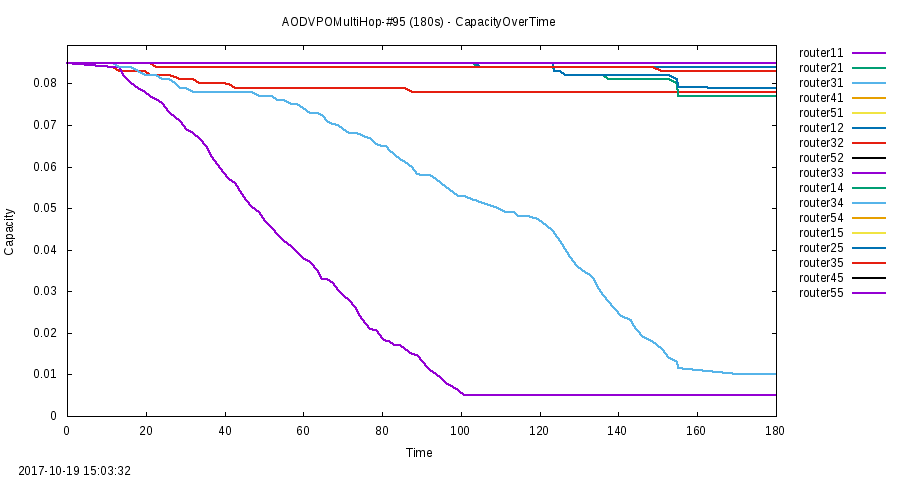 AODVPOMultiHop-#95 (180s) - CapacityOverTime
router11
router21
router31
router41
router51
router12
router32
router52
router33
router14
router34
router54
router15
router25
router35
router45
router55
0.08
0.07
0.06
0.05
0.04
0.03
0.02
0.01
0
Capacity
0 20 40 60 80 100 120 140 160 180
Time
2017-10-19 15:03:32